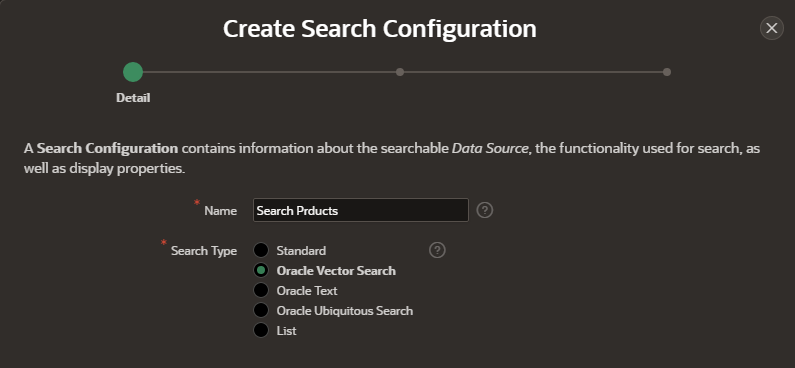 Create Search Configuration
Detail
A Search Configuration contains information about the searchable Data Source, the functionality used for search, as
well as display properties.
* Name Search Prducts ?
* Search Type Standard ?
Oracle Vector Search
Oracle Text
Oracle Ubiquitous Search
List